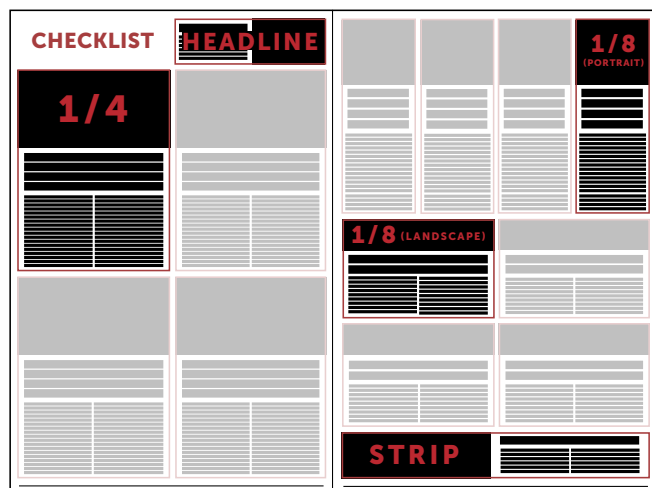 CHECKLIST
HEADLINE
1/4
1/8
(PORTRAIT)
1/8 (LANDSCAPE)
STRIP